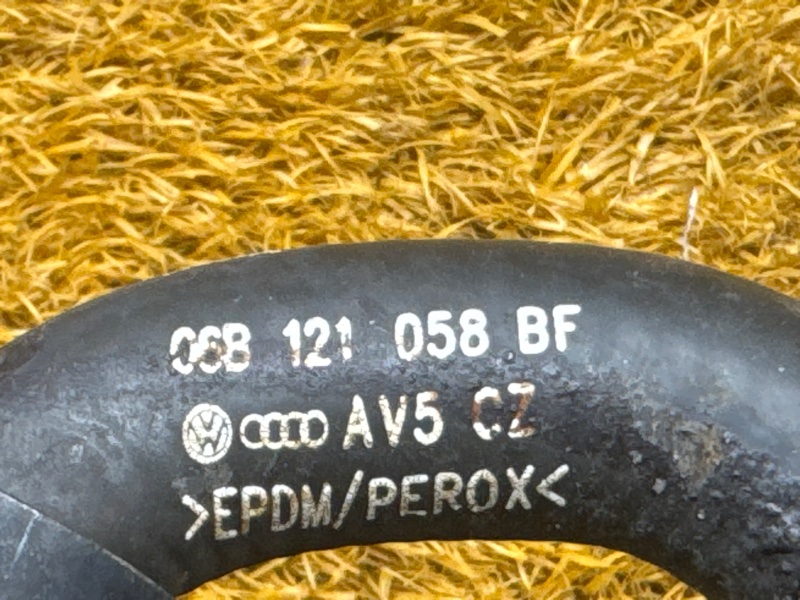 06B 121 058 BF
AV5 CZ
>EPDM/PEROX<